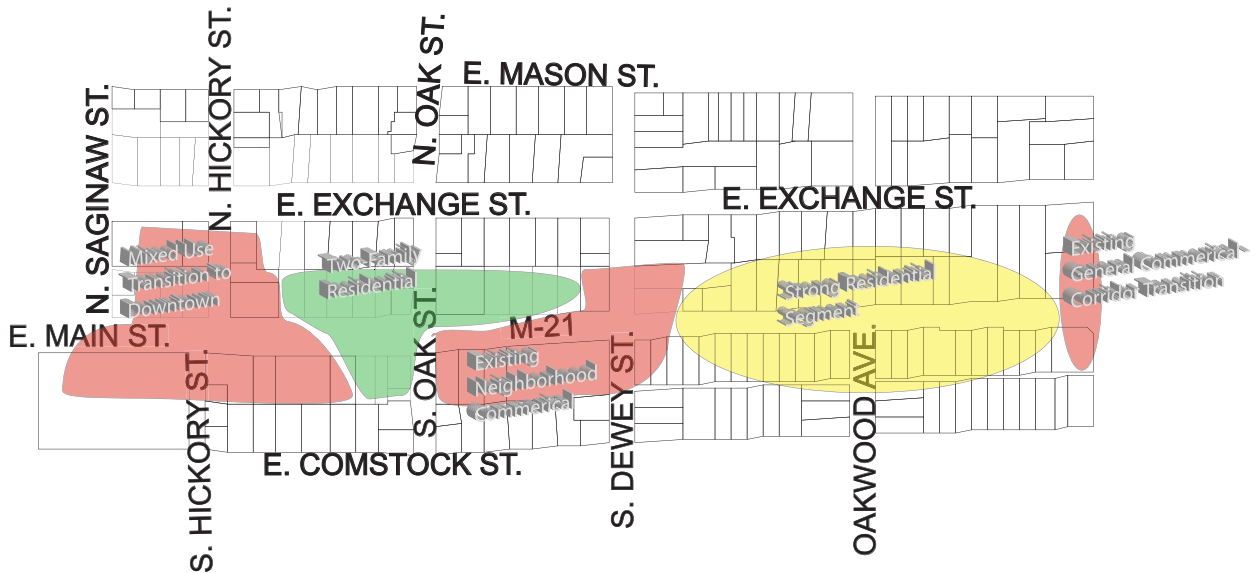 N. HICKORY ST.
N. OAK ST.
E. MASON ST.
N. SAGINAW ST.
E. EXCHANGE ST.
E. EXCHANGE ST.
Mixed Use
Transition to
Downtown
Two-Family
Residential
Strong Residential
Segment
Existing
General Commerical
Corridor Transition
E. MAIN ST.
M-21
Existing
Neighborhood
Commerical
S. HICKORY ST.
S. OAK ST.
S. DEWEY ST.
OAKWOOD AVE.
E. COMSTOCK ST.